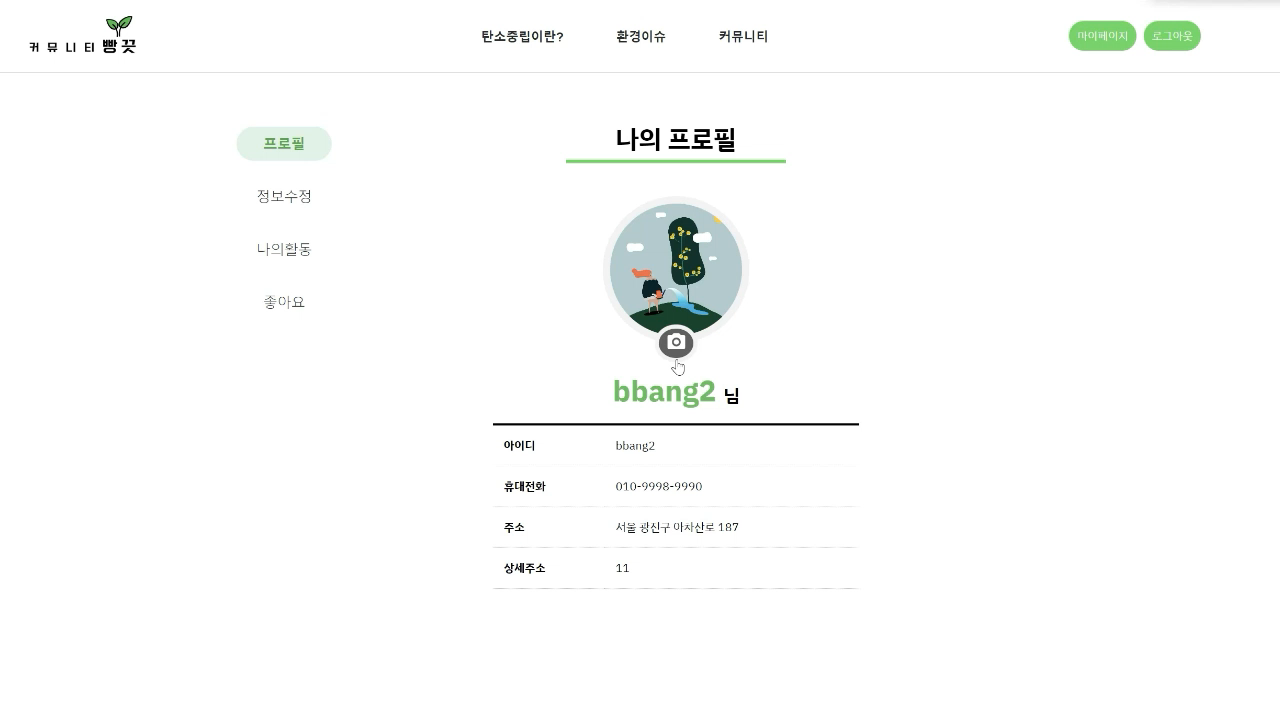 커뮤니티 빵끗
탄소중립이란? 환경이슈 커뮤니티
마이페이지 로그아웃
프로필
정보수정
나의활동
좋아요
나의 프로필
bbang2 님
아이디 bbang2
휴대전화 010-9998-9990
주소 서울 광진구 아차산로 187
상세주소 11